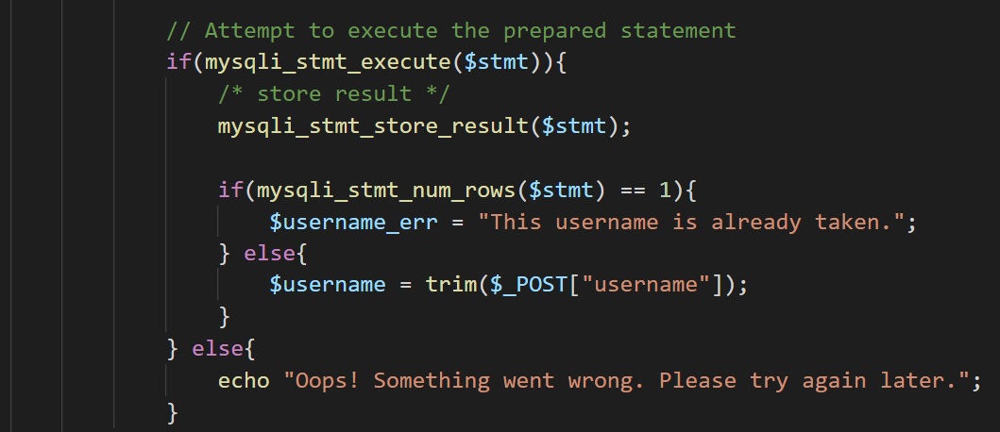 // Attempt to execute the prepared statement
if(mysqli_stmt_execute($stmt)){
/* store result */
mysqli_stmt_store_result($stmt);
if(mysqli_stmt_num_rows($stmt) == 1){
$username_err = "This username is already taken.";
} else{
$username = trim($_POST["username"]);
}
} else{
echo "Oops! Something went wrong. Please try again later.";
}